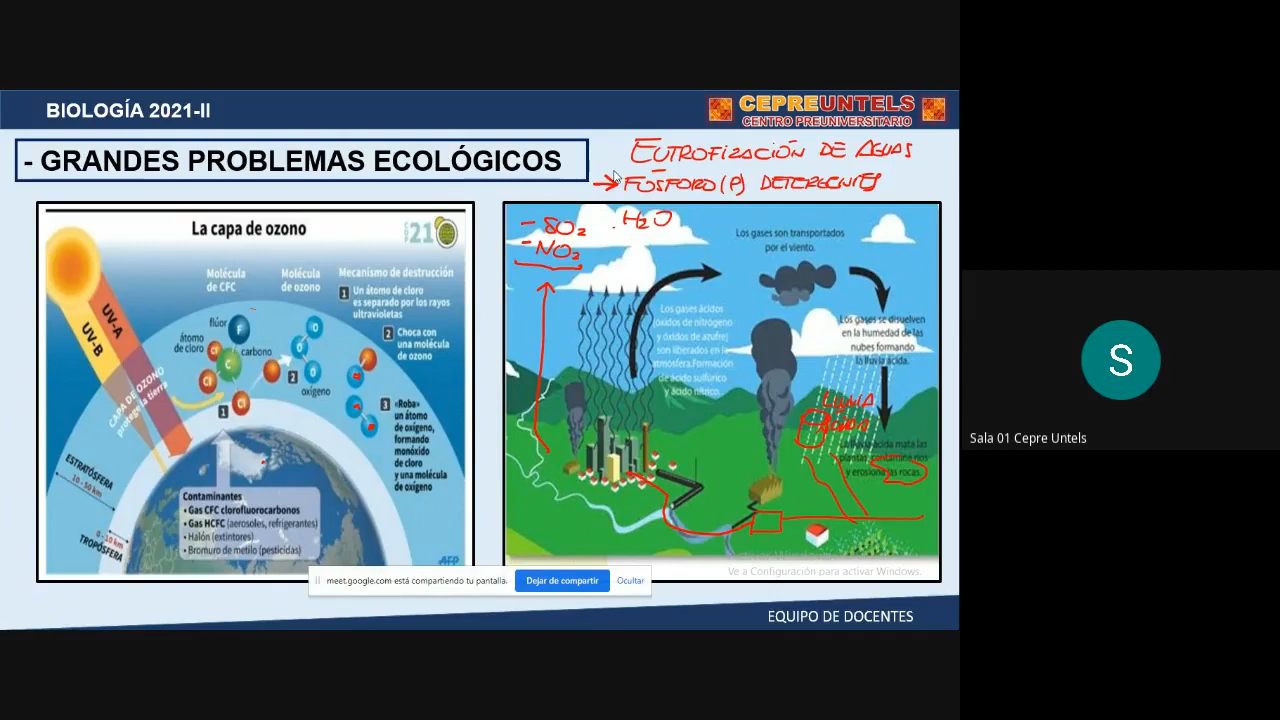 BIOLOGÍA 2021-II
CEPREUNTELS
CENTRO PREUNIVERSITARIO
- GRANDES PROBLEMAS ECOLÓGICOS
EUTROFIZACIÓN DE AGUAS
→ FÓSFORO (P) DETERGENTES
La capa de ozono
COP
21
Molécula
de CFC
Molécula
de ozono
Mecanismo de destrucción
1 Un átomo de cloro
es separado por los rayos
ultravioletas
2 Choca con
una molécula
de ozono
3 «Roba»
un átomo
de oxígeno,
formando
monóxido
de cloro
y una molécula
de oxígeno
UV-A
UV-B
CAPA DE OZONO
protege la tierra
flúor
F
átomo
de cloro
Cl
carbono
C
Cl
Cl
1
2
O
O
O
oxígeno
ESTRATÓSFERA
10 - 50 km
0 - 10 km
TROPÓSFERA
Contaminantes
• Gas CFC clorofluorocarbonos
• Gas HCFC (aerosoles, refrigerantes)
• Halón (extintores)
• Bromuro de metilo (pesticidas)
AFP
- SO₂
- NO₂
. H₂O
Los gases son transportados
por el viento.
Los gases ácidos
(óxidos de nitrógeno
y óxidos de azufre)
son liberados en la
atmósfera. Formación
de ácido sulfúrico
y ácido nítrico.
Los gases se disuelven
en la humedad de las
nubes formando
la lluvia ácida.
LLUVIA
ÁCIDA
La lluvia ácida mata las
plantas, contamina ríos
y erosiona las rocas.
Ve a Configuración para activar Windows.
meet.google.com está compartiendo tu pantalla.
Dejar de compartir
Ocultar
EQUIPO DE DOCENTES
S
Sala 01 Cepre Untels